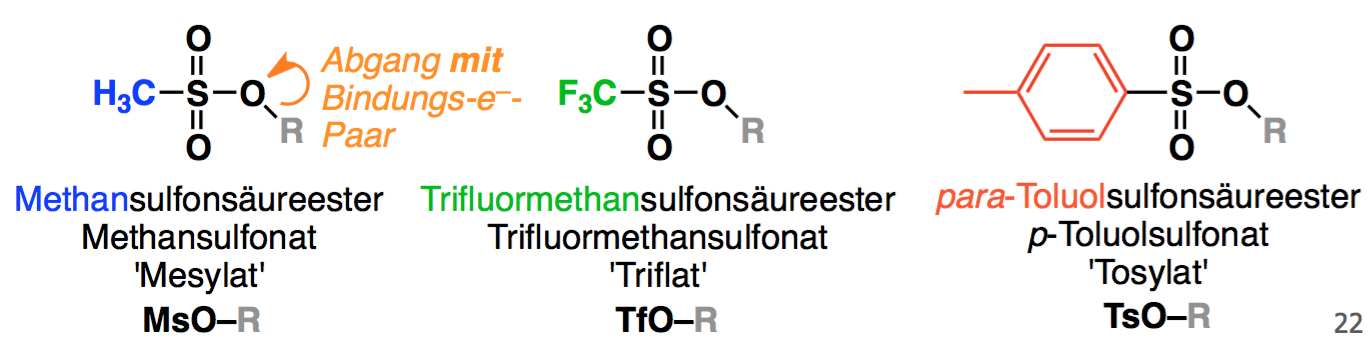 O
O
O
H₃C–S–O
Abgang mit
Bindungs-e⁻-
Paar
F₃C–S–O
S–O
O
R
O
R
O
R
Methansulfonsäureester
Trifluormethansulfonsäureester
para-Toluolsulfonsäureester
Methansulfonat
Trifluormethansulfonat
p-Toluolsulfonat
'Mesylat'
'Triflat'
'Tosylat'
MsO–R
TfO–R
TsO–R
22